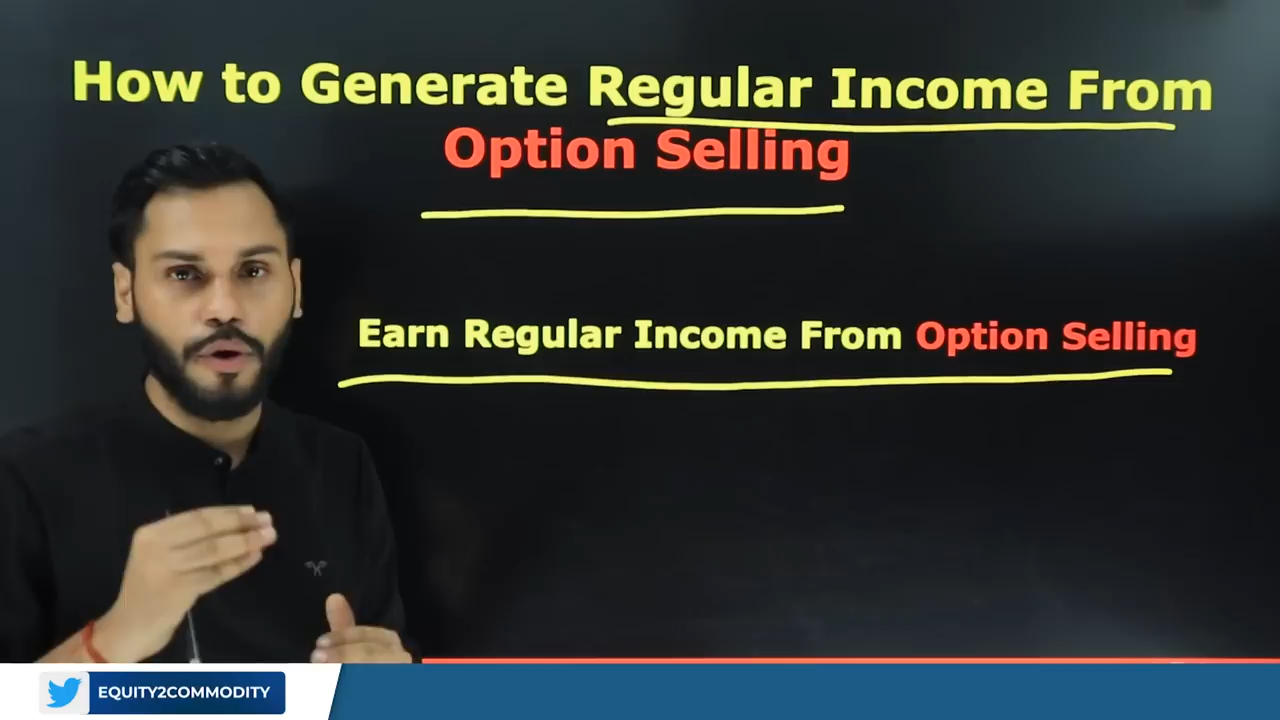 How to Generate Regular Income From
Option Selling
Earn Regular Income From Option Selling
EQUITY2COMMODITY